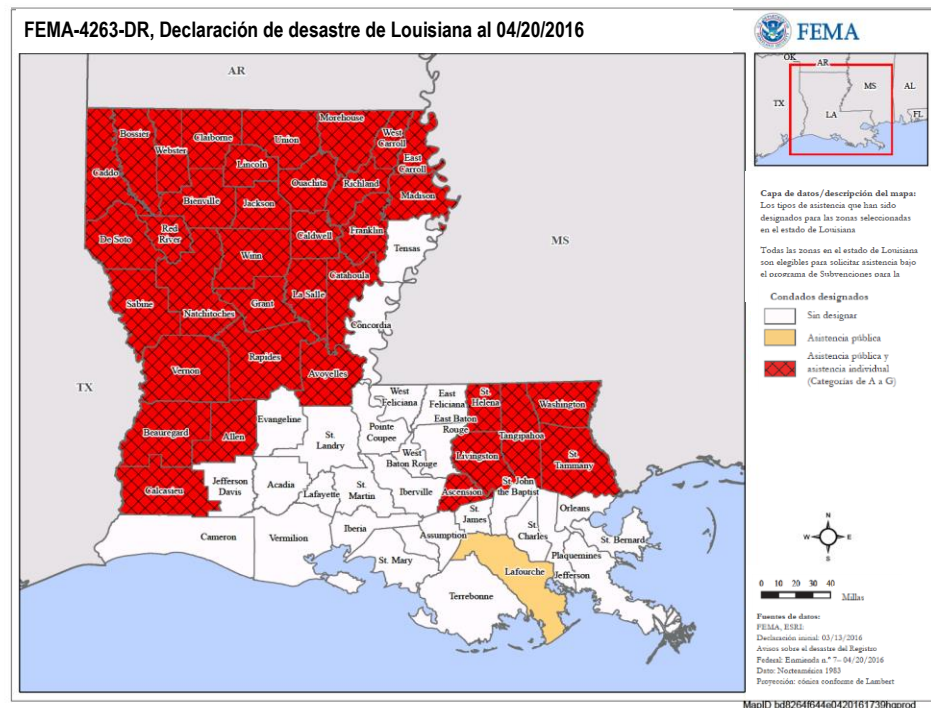 FEMA-4263-DR, Declaración de desastre de Louisiana al 04/20/2016
FEMA
OK
AR
TX
LA
MS
AL
FL
AR
MS
TX
Caddo
Bossier
Webster
Claiborne
Union
Morehouse
West
Carroll
East
Carroll
Lincoln
Ouachita
Richland
Madison
Bienville
Jackson
De Soto
Red
River
Caldwell
Franklin
Tensas
Winn
Sabine
Natchitoches
Grant
La Salle
Catahoula
Concordia
Vernon
Rapides
Avoyelles
Beauregard
Allen
Evangeline
St.
Landry
Pointe
Coupee
West
Feliciana
East
Feliciana
East Baton
Rouge
St.
Helena
Washington
Tangipahoa
Livingston
St.
Tammany
West
Baton Rouge
Calcasieu
Jefferson
Davis
Acadia
Lafayette
St.
Martin
Iberville
Ascension
St. John
the Baptist
Cameron
Vermilion
Iberia
St. Mary
Assumption
St.
James
St.
Charles
Orleans
St. Bernard
Plaquemines
Jefferson
Lafourche
Terrebonne
Capa de datos/descripción del mapa:
Los tipos de asistencia que han sido
designados para las zonas seleccionadas
en el estado de Louisiana
Todas las zonas en el estado de Louisiana
son elegibles para solicitar asistencia bajo
el programa de Subvenciones para la
Condados designados
Sin designar
Asistencia pública
Asistencia pública y
asistencia individual
(Categorías de A a G)
N
W E
S
0 10 20 30 40
Millas
Fuentes de datos:
FEMA, ESRI:
Declaración inicial: 03/13/2016
Avisos sobre el desastre del Registro
Federal: Enmienda n.º 7– 04/20/2016
Dato: Norteamérica 1983
Proyección: cónica conforme de Lambert
MapID bd8264f644e0420161739hqprod